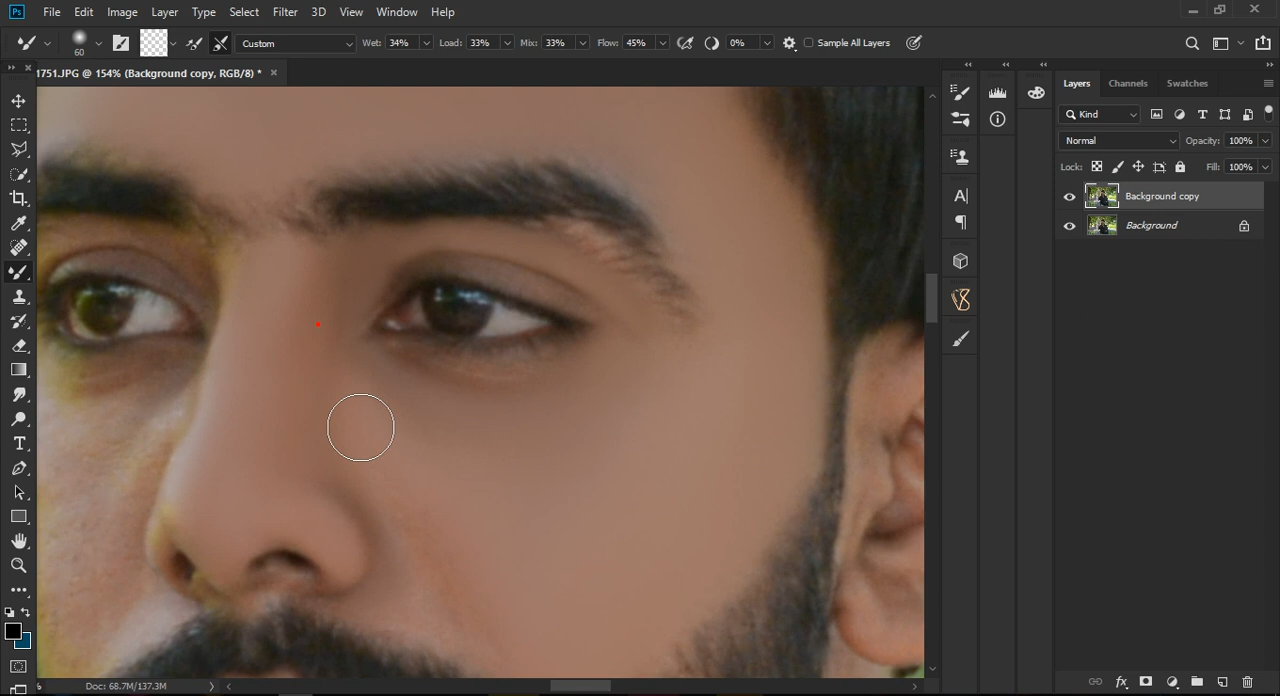 Ps File Edit Image Layer Type Select Filter 3D View Window Help
60 Custom Wet: 34% Load: 33% Mix: 33% Flow: 45% 0% Sample All Layers
1751.JPG @ 154% (Background copy, RGB/8) * ×
Layers Channels Swatches
Kind
Normal Opacity: 100%
Lock: Fill: 100%
Background copy
Background
% Doc: 68.7M/137.3M